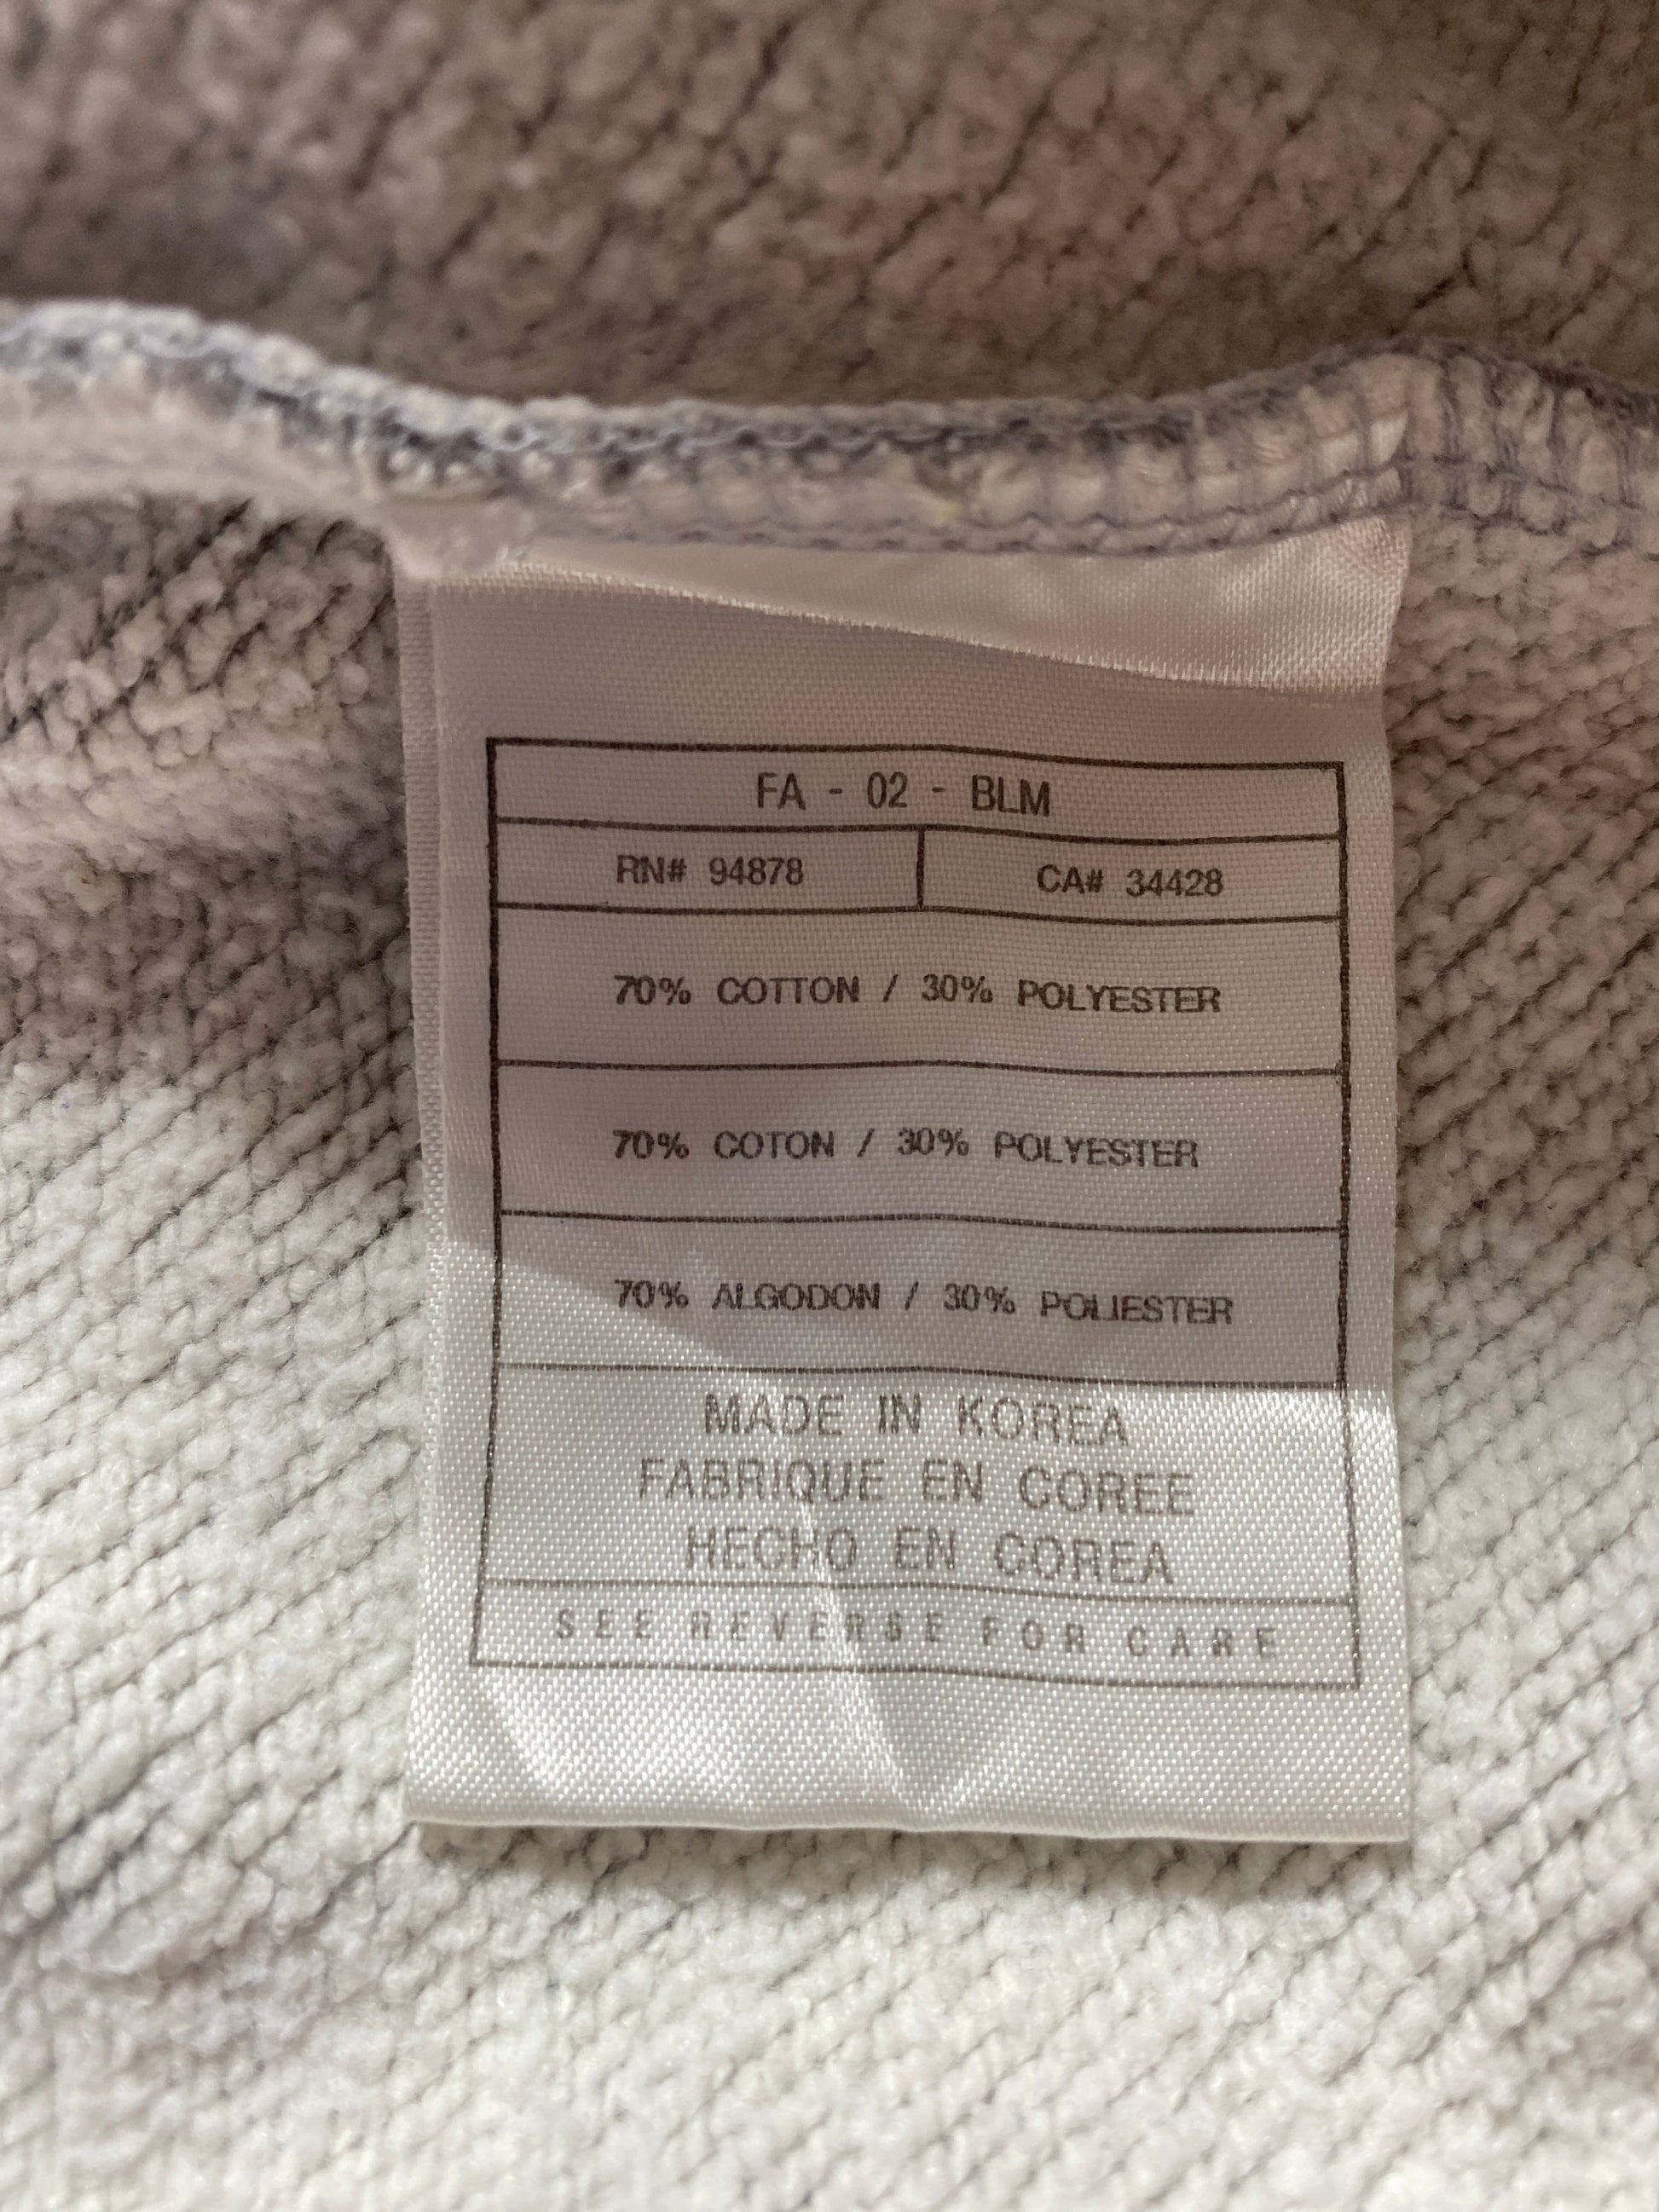 FA - 02 - BLM
RN# 94878 CA# 34428
70% COTTON / 30% POLYESTER
70% COTON / 30% POLYESTER
70% ALGODON / 30% POLIESTER
MADE IN KOREA
FABRIQUE EN COREE
HECHO EN COREA
SEE REVERSE FOR CARE